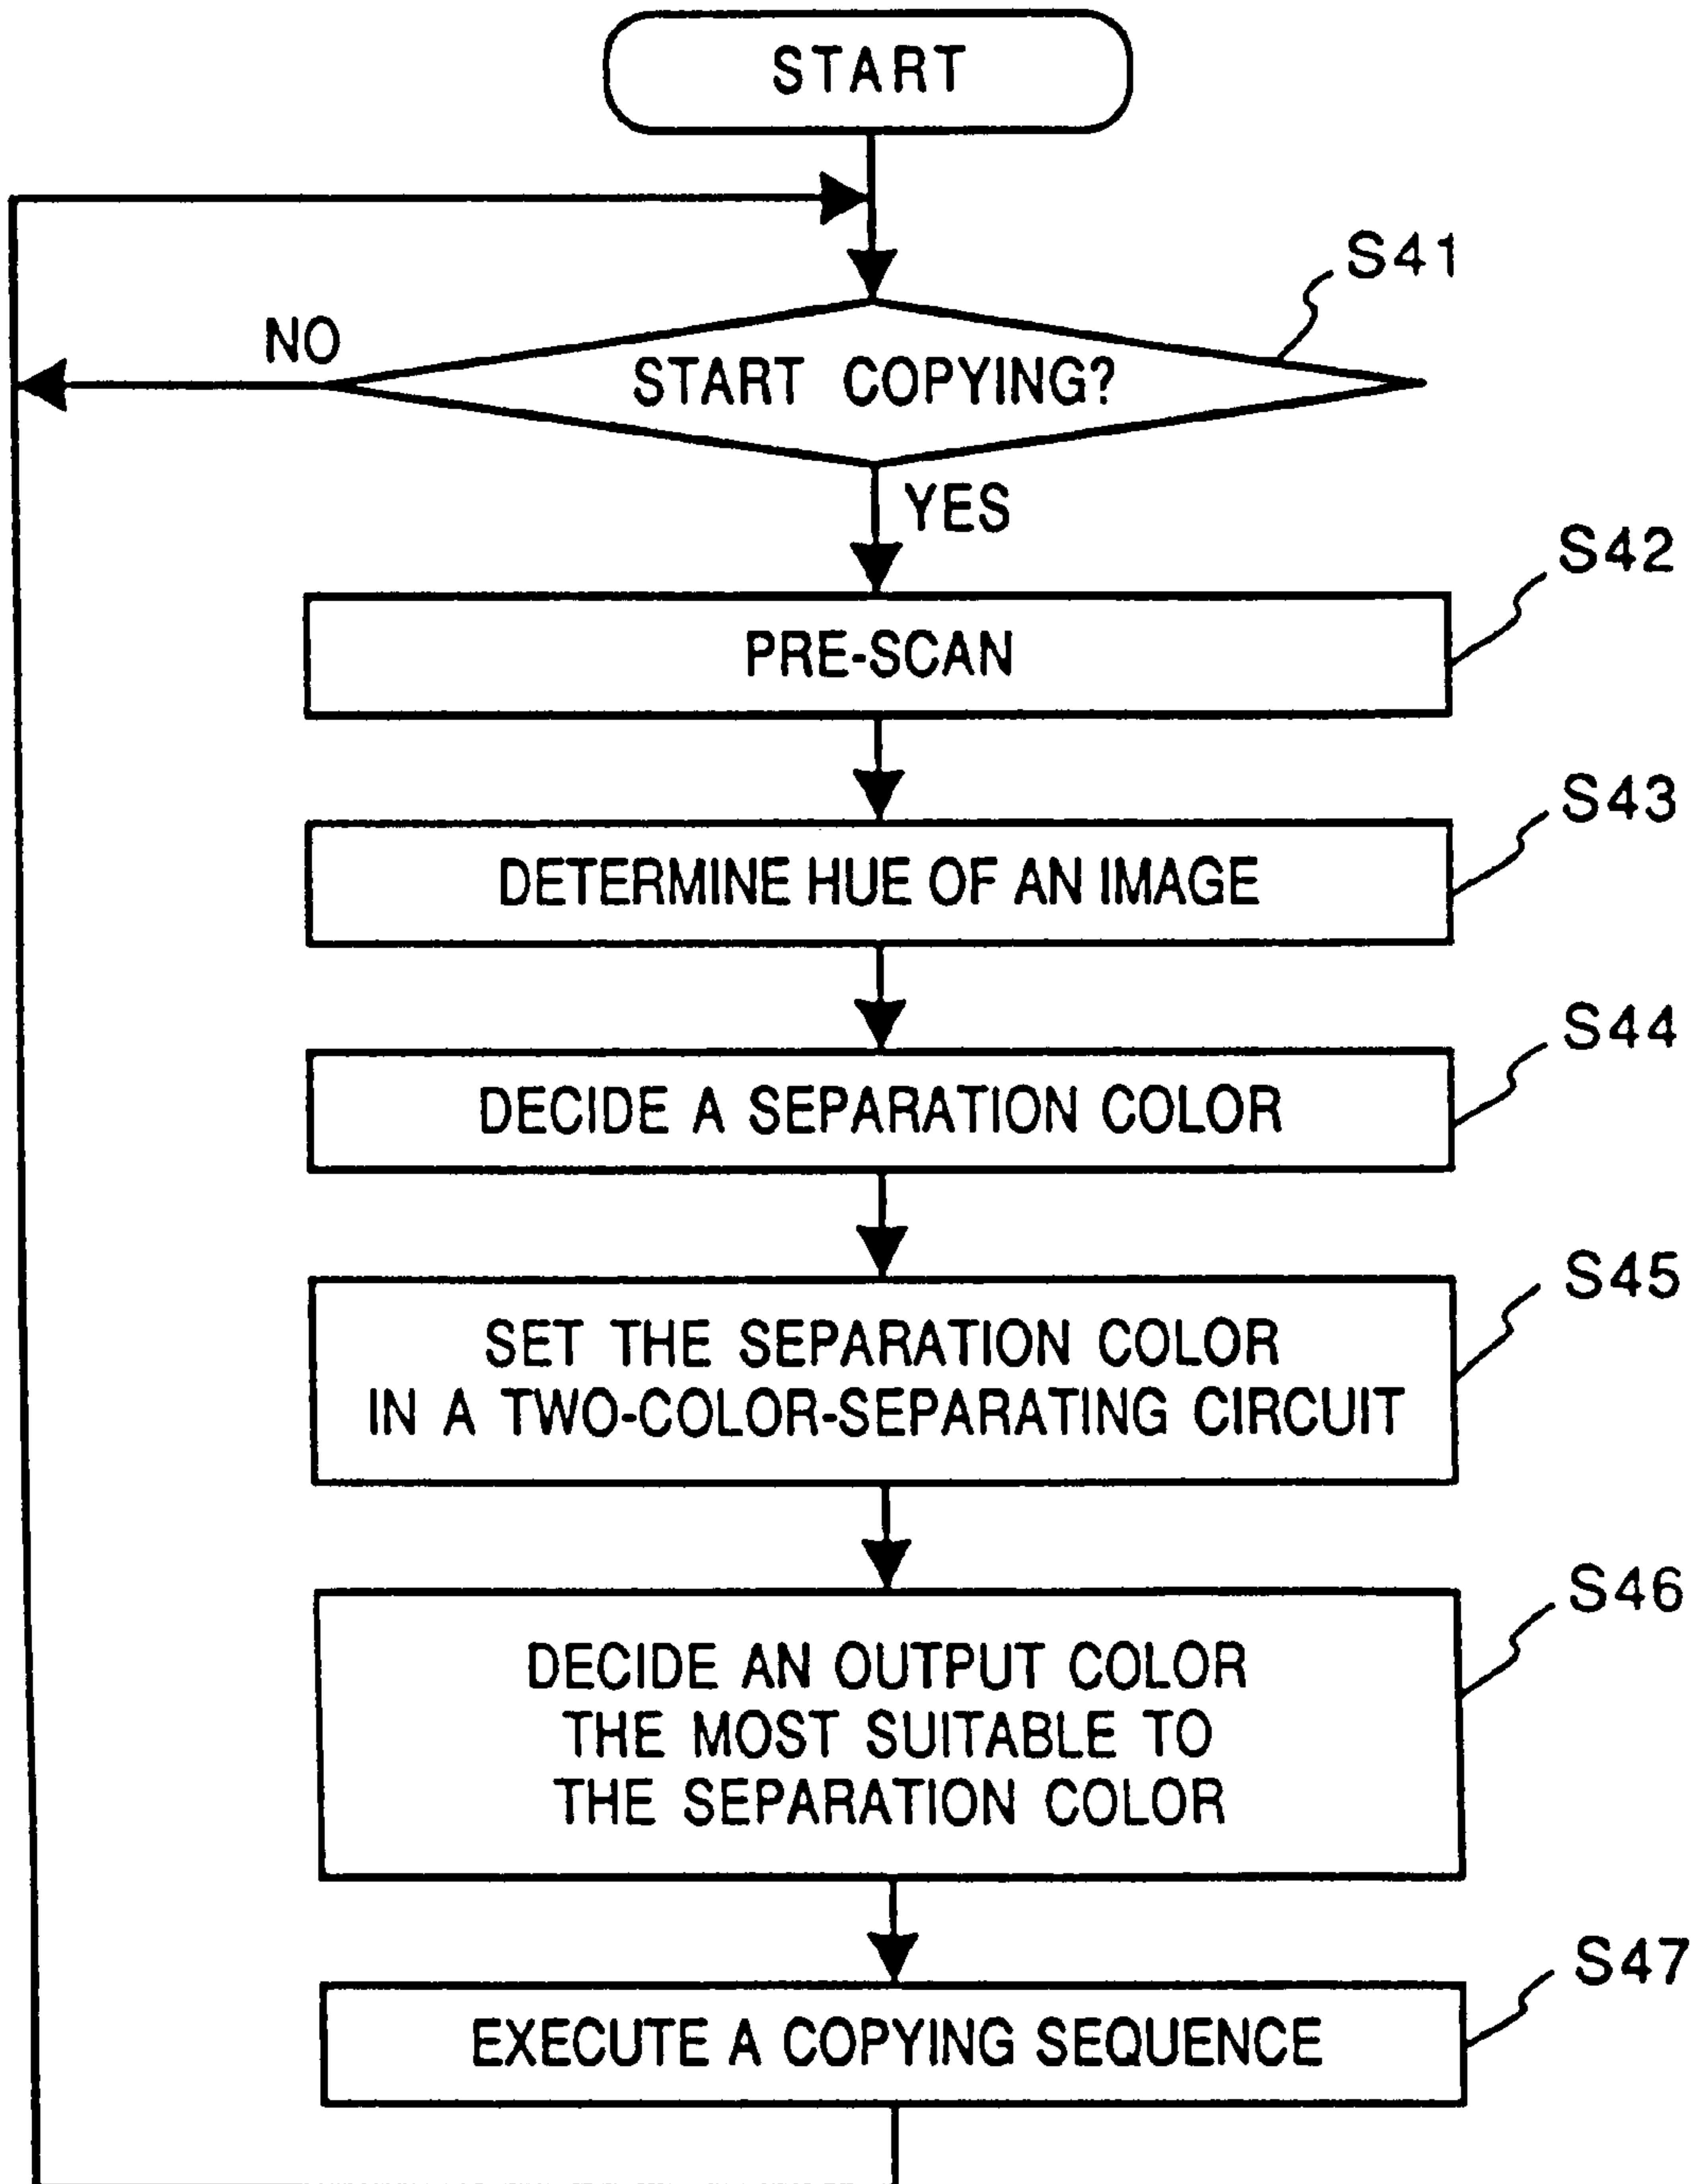 START
S41
NO
START COPYING?
YES
S42
PRE-SCAN
S43
DETERMINE HUE OF AN IMAGE
S44
DECIDE A SEPARATION COLOR
S45
SET THE SEPARATION COLOR
IN A TWO-COLOR-SEPARATING CIRCUIT
S46
DECIDE AN OUTPUT COLOR
THE MOST SUITABLE TO
THE SEPARATION COLOR
S47
EXECUTE A COPYING SEQUENCE